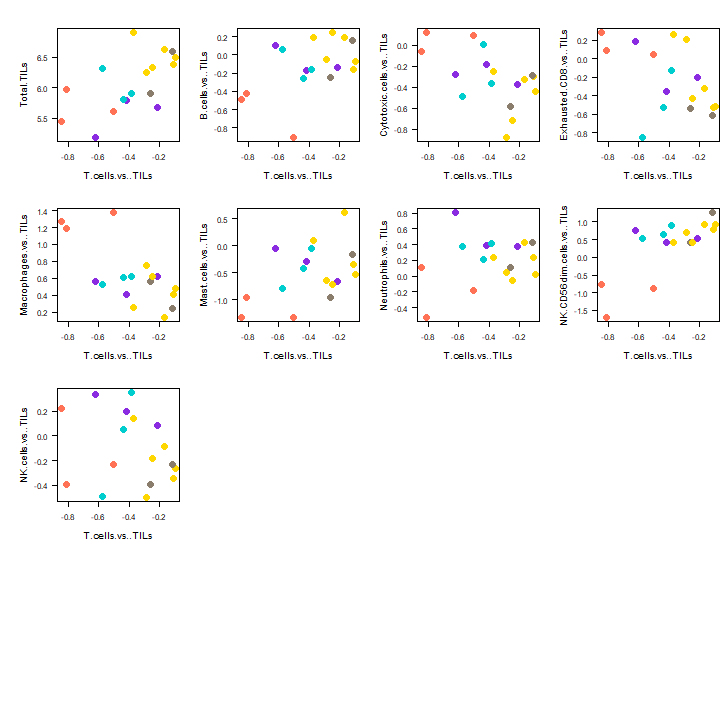 Total.TILs
6.5
6.0
5.5
-0.8 -0.6 -0.4 -0.2
T.cells.vs..TILs
B.cells.vs..TILs
0.2
0.0
-0.2
-0.4
-0.8
-0.8 -0.6 -0.4 -0.2
T.cells.vs..TILs
Cytotoxic.cells.vs..TILs
0.0
-0.2
-0.4
-0.6
-0.8
-0.8 -0.6 -0.4 -0.2
T.cells.vs..TILs
Exhausted.CD8.vs..TILs
0.2
0.0
-0.2
-0.4
-0.6
-0.8
-0.8 -0.6 -0.4 -0.2
T.cells.vs..TILs
Macrophages.vs..TILs
1.4
1.2
1.0
0.8
0.6
0.4
0.2
-0.8 -0.6 -0.4 -0.2
T.cells.vs..TILs
Mast.cells.vs..TILs
0.5
0.0
-0.5
-1.0
-0.8 -0.6 -0.4 -0.2
T.cells.vs..TILs
Neutrophils.vs..TILs
0.8
0.6
0.4
0.2
0.0
-0.2
-0.4
-0.8 -0.6 -0.4 -0.2
T.cells.vs..TILs
NK.CD56dim.cells.vs..TILs
1.0
0.5
0.0
-0.5
-1.0
-1.5
-0.8 -0.6 -0.4 -0.2
T.cells.vs..TILs
NK.cells.vs..TILs
0.2
0.0
-0.2
-0.4
-0.8 -0.6 -0.4 -0.2
T.cells.vs..TILs